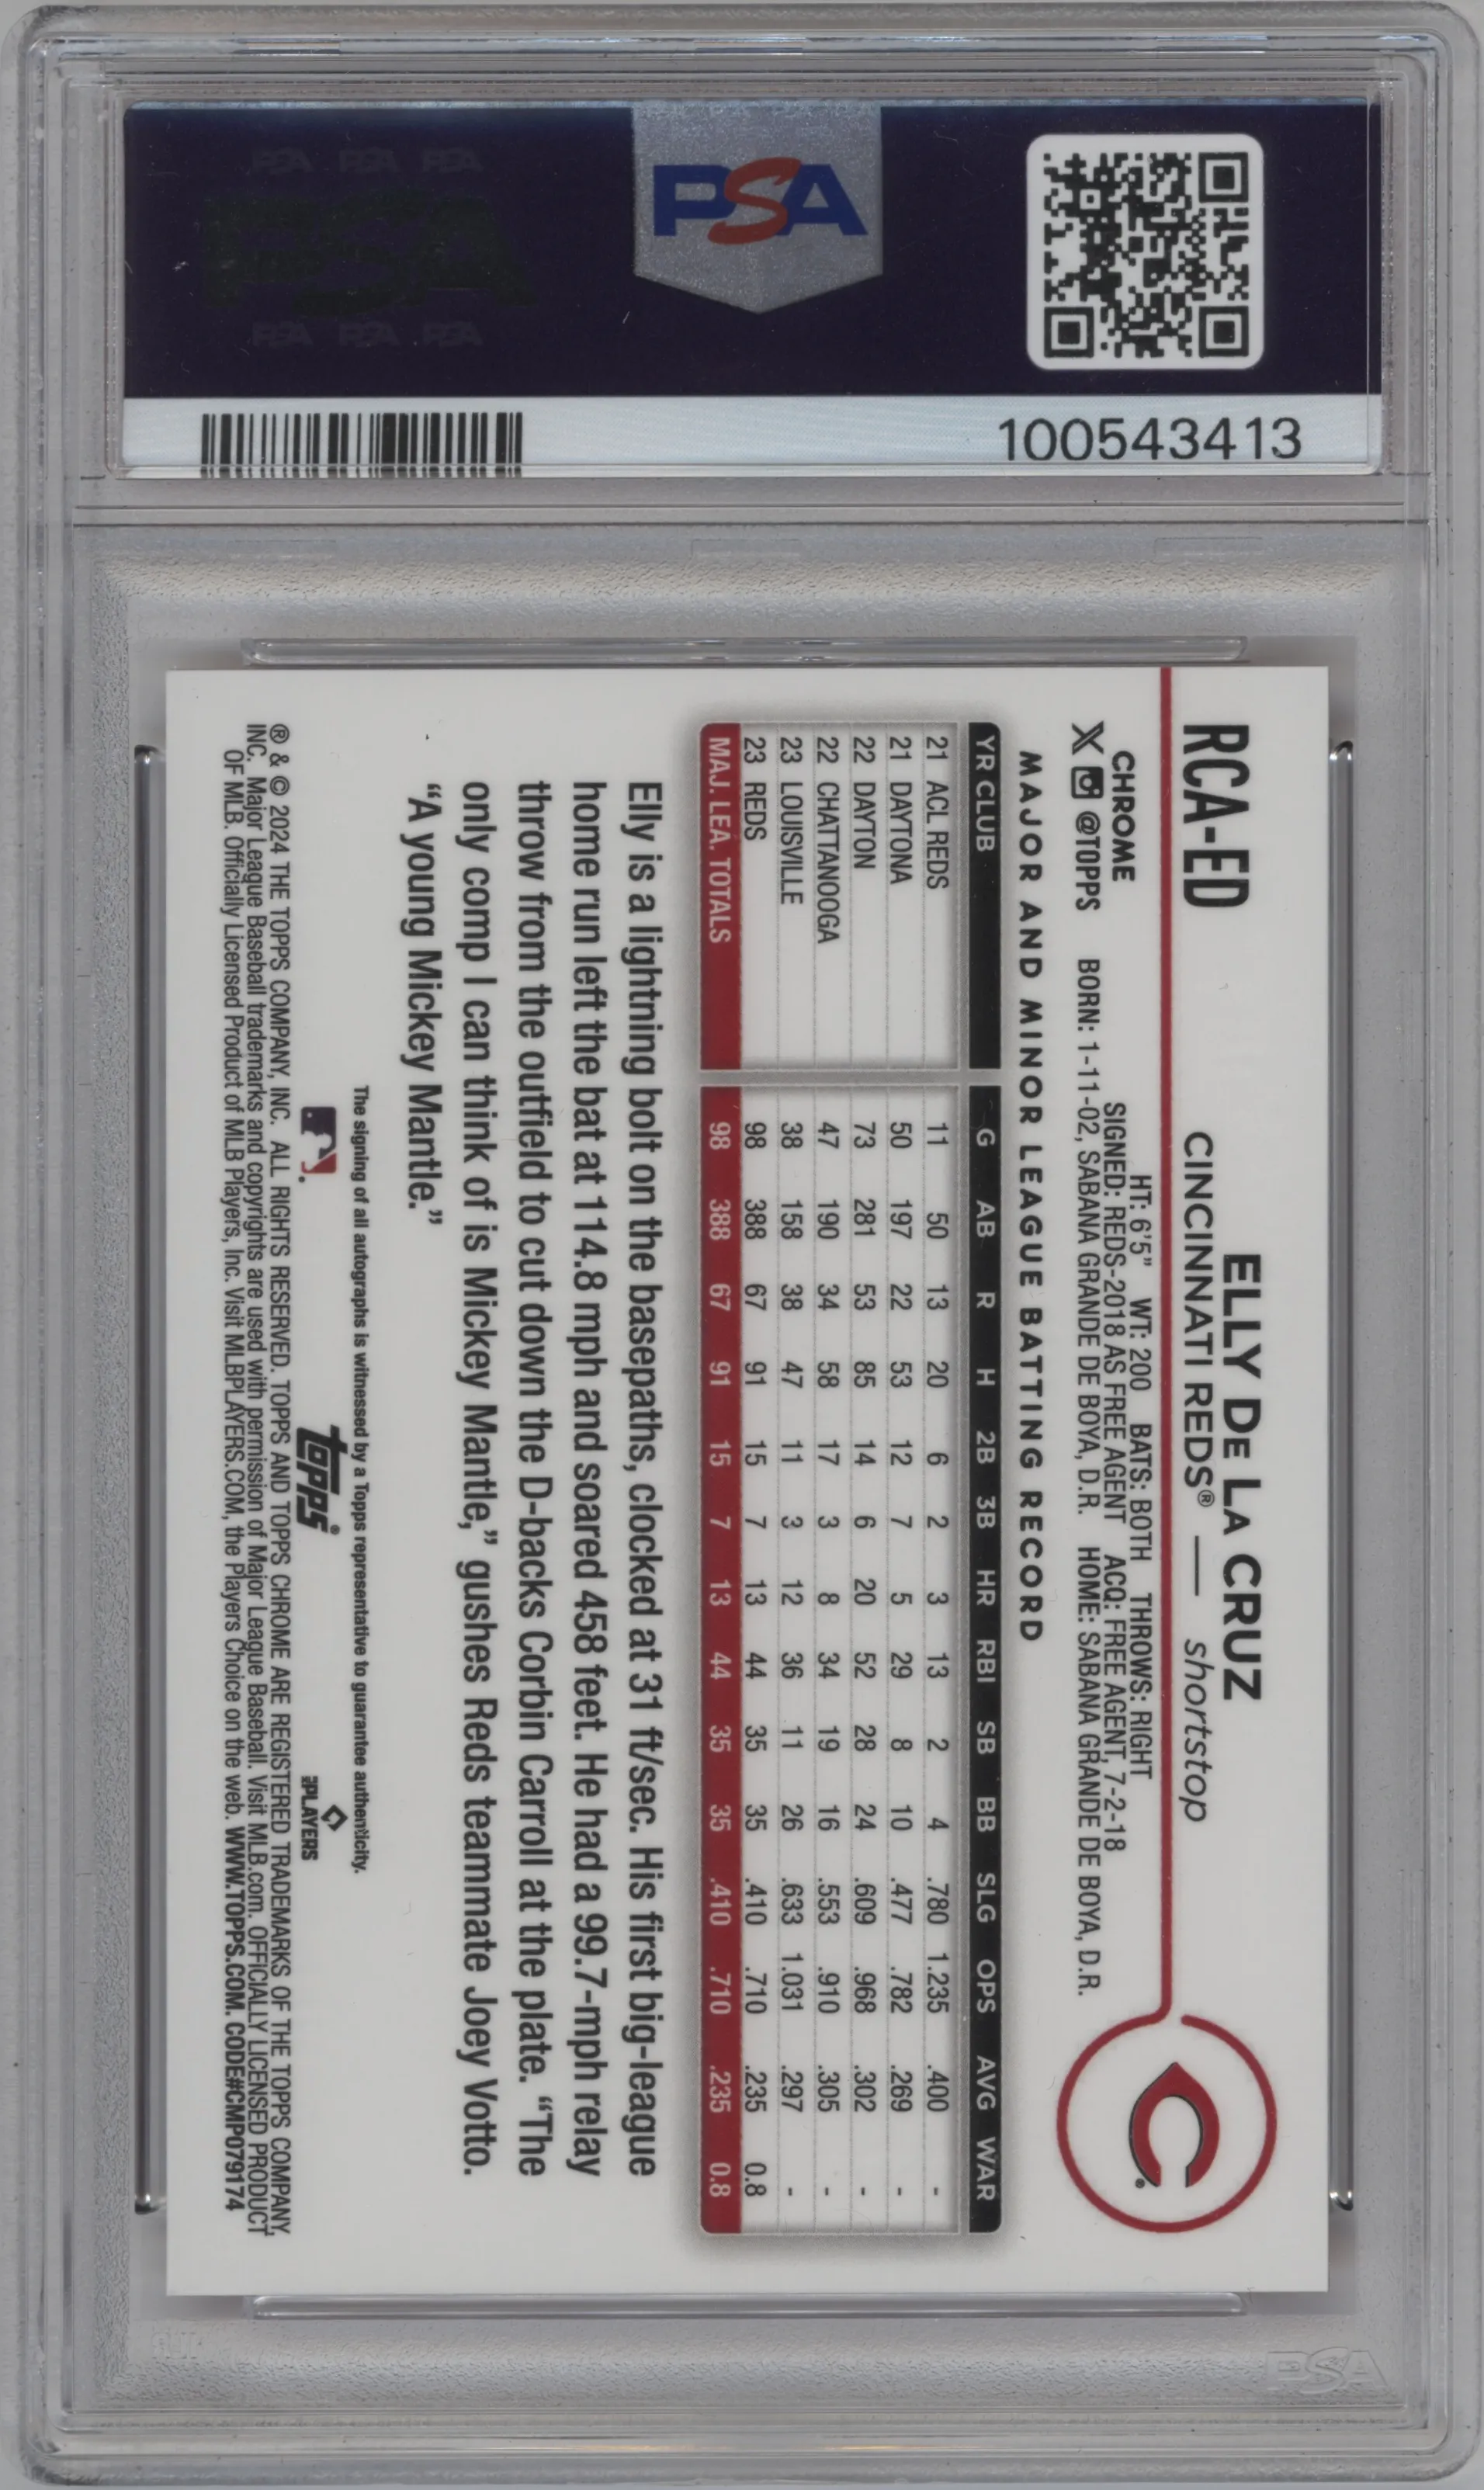 PSA PSA PSA
PSA
PSA PSA PSA
PSA
100543413
RCA-ED
ELLY DE LA CRUZ
CINCINNATI REDS® — shortstop
CHROME
HT: 6'5" WT: 200 BATS: BOTH THROWS: RIGHT
SIGNED: REDS-2018 AS FREE AGENT ACQ: FREE AGENT, 7-2-18
@TOPPS BORN: 1-11-02, SABANA GRANDE DE BOYA, D.R. HOME: SABANA GRANDE DE BOYA, D.R.
MAJOR AND MINOR LEAGUE BATTING RECORD
YR CLUB G AB R H 2B 3B HR RBI SB BB SLG OPS AVG WAR
21 ACL REDS 11 50 13 20 6 2 3 13 2 4 .780 1.235 .400 -
21 DAYTONA 50 197 22 53 12 7 5 29 8 10 .477 .782 .269 -
22 DAYTON 73 281 53 85 14 6 20 52 28 24 .609 .968 .302 -
22 CHATTANOOGA 47 190 34 58 17 3 8 34 19 16 .553 .910 .305 -
23 LOUISVILLE 38 158 38 47 11 3 12 36 11 26 .633 1.031 .297 -
23 REDS 98 388 67 91 15 7 13 44 35 35 .410 .710 .235 0.8
MAJ. LEA. TOTALS 98 388 67 91 15 7 13 44 35 35 .410 .710 .235 0.8
Elly is a lightning bolt on the basepaths, clocked at 31 ft/sec. His first big-league
home run left the bat at 114.8 mph and soared 458 feet. He had a 99.7-mph relay
throw from the outfield to cut down the D-backs Corbin Carroll at the plate. “The
only comp I can think of is Mickey Mantle,” gushes Reds teammate Joey Votto.
“A young Mickey Mantle.”
The signing of all autographs is witnessed by a Topps representative to guarantee authenticity.
topps®
PLAYERS
® & © 2024 THE TOPPS COMPANY, INC. ALL RIGHTS RESERVED. TOPPS AND TOPPS CHROME ARE REGISTERED TRADEMARKS OF THE TOPPS COMPANY,
INC. Major League Baseball trademarks and copyrights are used with permission of Major League Baseball. Visit MLB.com. OFFICIALLY LICENSED PRODUCT
OF MLB. Officially Licensed Product of MLB Players, Inc. Visit MLBPLAYERS.COM, the Players Choice on the web. WWW.TOPPS.COM. CODE#CMP079174
PSA